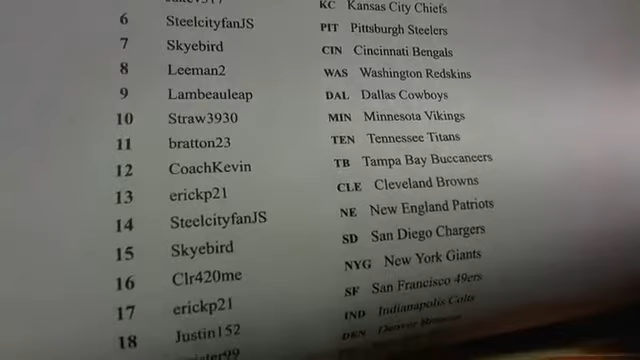 KC Kansas City Chiefs
6 SteelcityfanJS PIT Pittsburgh Steelers
7 Skyebird CIN Cincinnati Bengals
8 Leeman2 WAS Washington Redskins
9 Lambeauleap DAL Dallas Cowboys
10 Straw3930 MIN Minnesota Vikings
11 bratton23 TEN Tennessee Titans
12 CoachKevin TB Tampa Bay Buccaneers
13 erickp21 CLE Cleveland Browns
14 SteelcityfanJS NE New England Patriots
15 Skyebird SD San Diego Chargers
16 Clr420me NYG New York Giants
17 erickp21 SF San Francisco 49ers
18 Justin152 IND Indianapolis Colts
DEN Denver